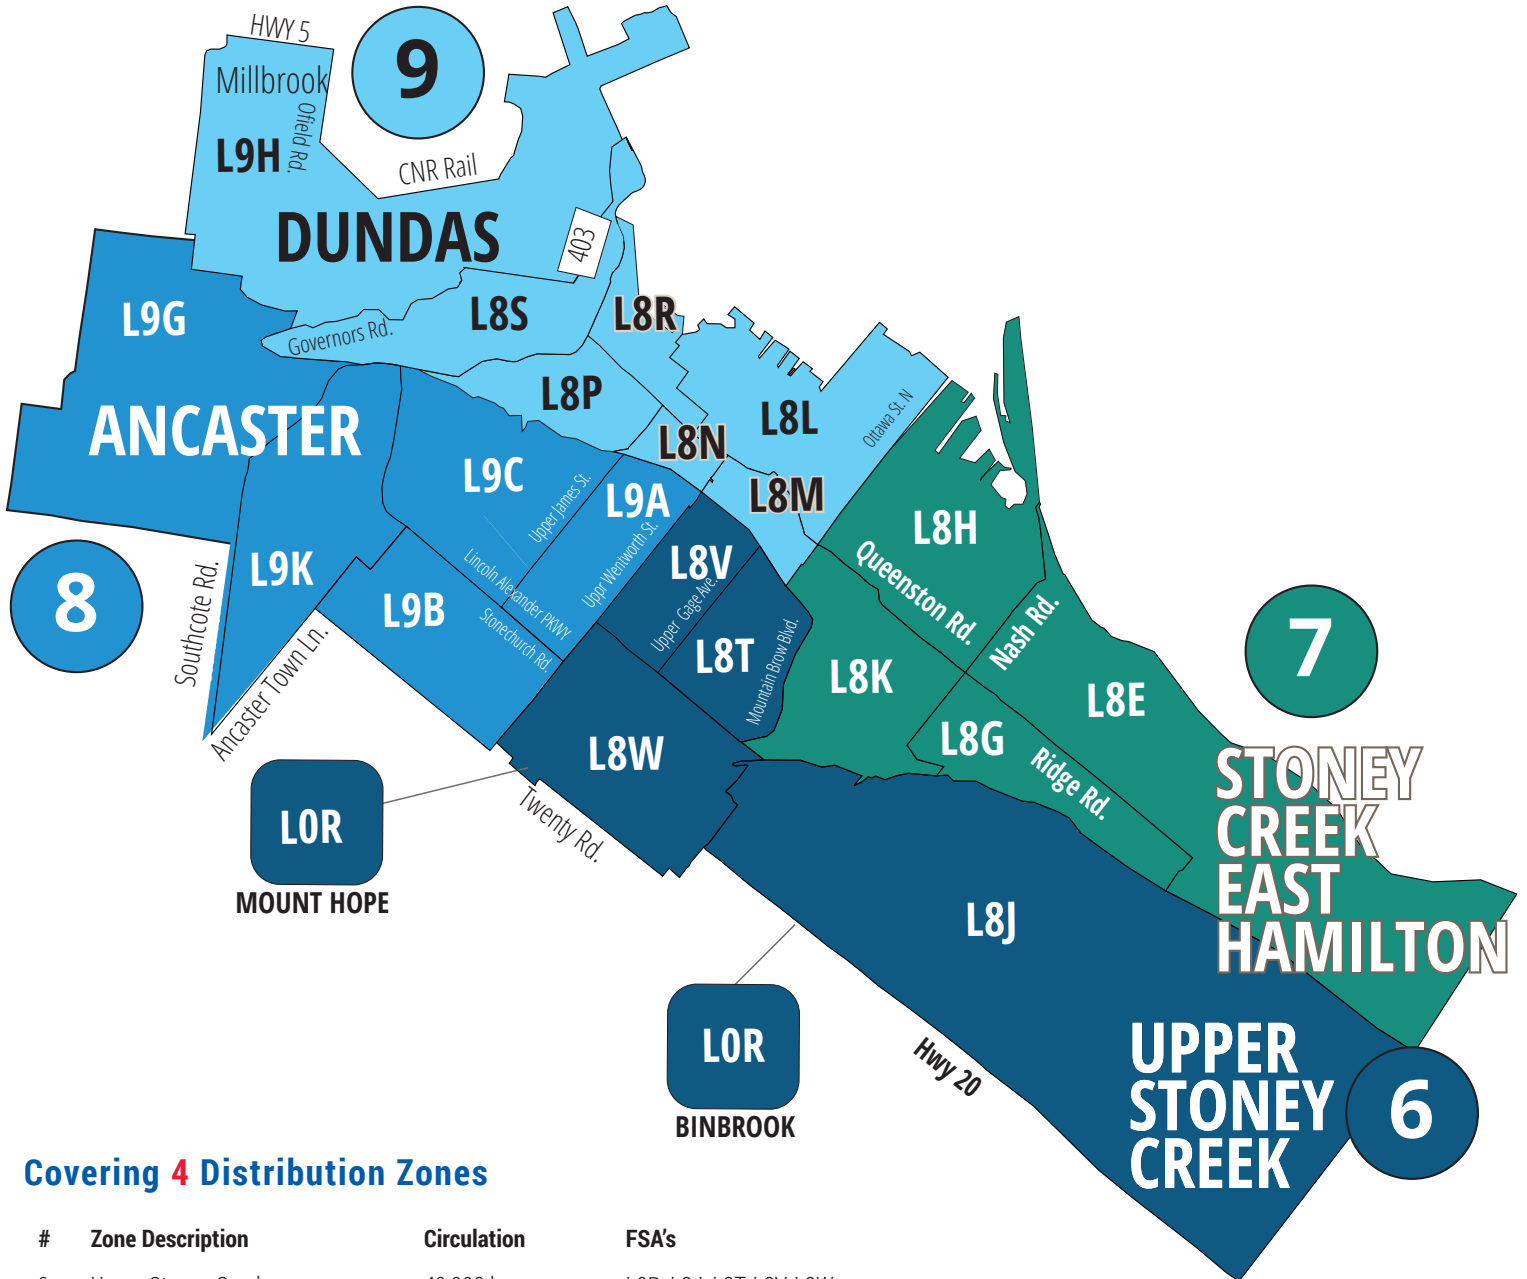 HWY 5
9
Millbrook
Ofield Rd.
L9H
CNR Rail
DUNDAS
403
L9G
L8S
L8R
Governors Rd.
L8P
L8L
Ottawa St. N
ANCASTER
L8N
L9C
L9A
L8M
Upper James St.
L8H
Uppr Wentworth St.
L9K
L8V
Queenston Rd.
Lincoln Alexander PKWY
8
L9B
Upper Gage Ave.
Nash Rd.
Southcote Rd.
Stonechurch Rd.
L8T
Mountain Brow Blvd.
L8K
7
Ancaster Town Ln.
L8E
L8G
L8W
Ridge Rd.
STONEY
CREEK
EAST
HAMILTON
L0R
Twenty Rd.
MOUNT HOPE
L8J
L0R
Hwy 20
UPPER
STONEY
CREEK
6
BINBROOK
Covering 4 Distribution Zones
# Zone Description Circulation FSA's